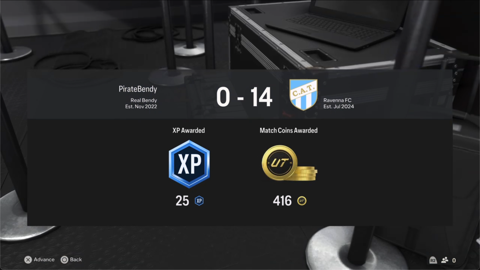 PirateBendy
Real Bendy
Est. Nov 2022
0 - 14
C.A.T.
Ravenna FC
Est. Jul 2024
XP Awarded
XP
25 XP
Match Coins Awarded
UT
416
Advance
Back
0